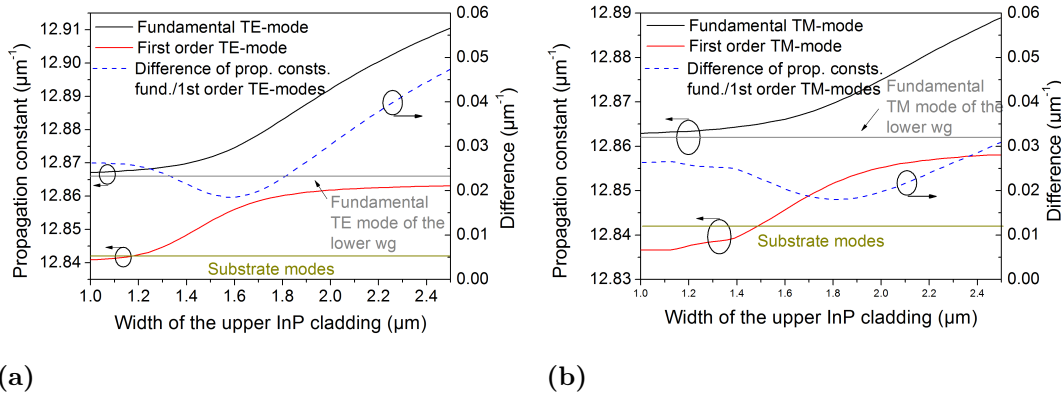 12.91
12.90
12.89
12.88
12.87
12.86
12.85
12.84
Propagation constant (µm⁻¹)
Fundamental TE-mode
First order TE-mode
Difference of prop. consts.
fund./1st order TE-modes
Fundamental
TE mode of the
lower wg
Substrate modes
0.06
0.05
0.04
0.03
0.02
0.01
0.00
Difference (µm⁻¹)
1.0 1.2 1.4 1.6 1.8 2.0 2.2 2.4
Width of the upper InP cladding (µm)
(a)
12.89
12.88
12.87
12.86
12.85
12.84
12.83
Propagation constant (µm⁻¹)
Fundamental TM-mode
First order TM-mode
Difference of prop. consts.
fund./1st order TM-modes
Fundamental
TM mode of the
lower wg
Substrate modes
0.06
0.05
0.04
0.03
0.02
0.01
0.00
Difference (µm⁻¹)
1.0 1.2 1.4 1.6 1.8 2.0 2.2 2.4
Width of the upper InP cladding (µm)
(b)